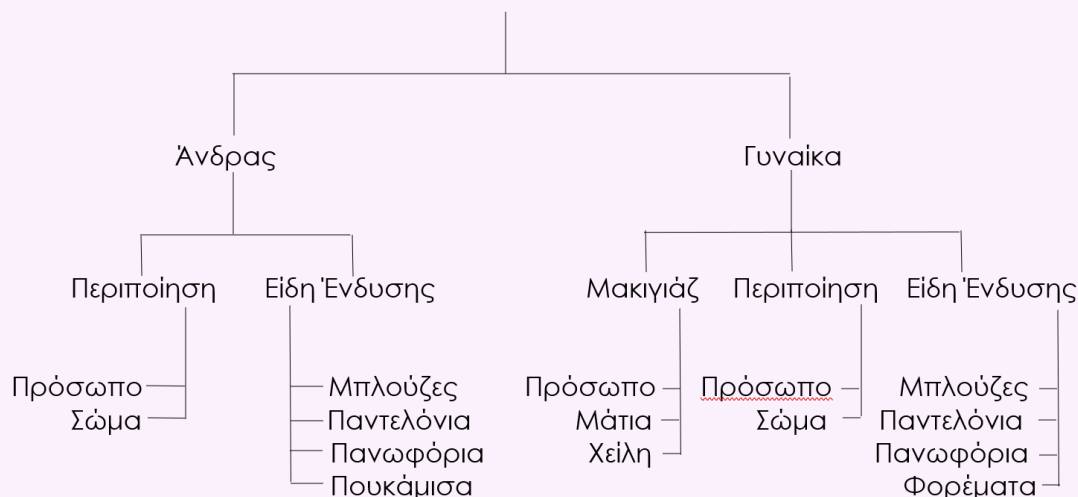 Άνδρας Γυναίκα
Περιποίηση Είδη Ένδυσης Μακιγιάζ Περιποίηση Είδη Ένδυσης
Πρόσωπο Μπλούζες Πρόσωπο Πρόσωπο Μπλούζες
Σώμα Παντελόνια Μάτια Σώμα Παντελόνια
Πανωφόρια Χείλη Πανωφόρια
Πουκάμισα Φορέματα